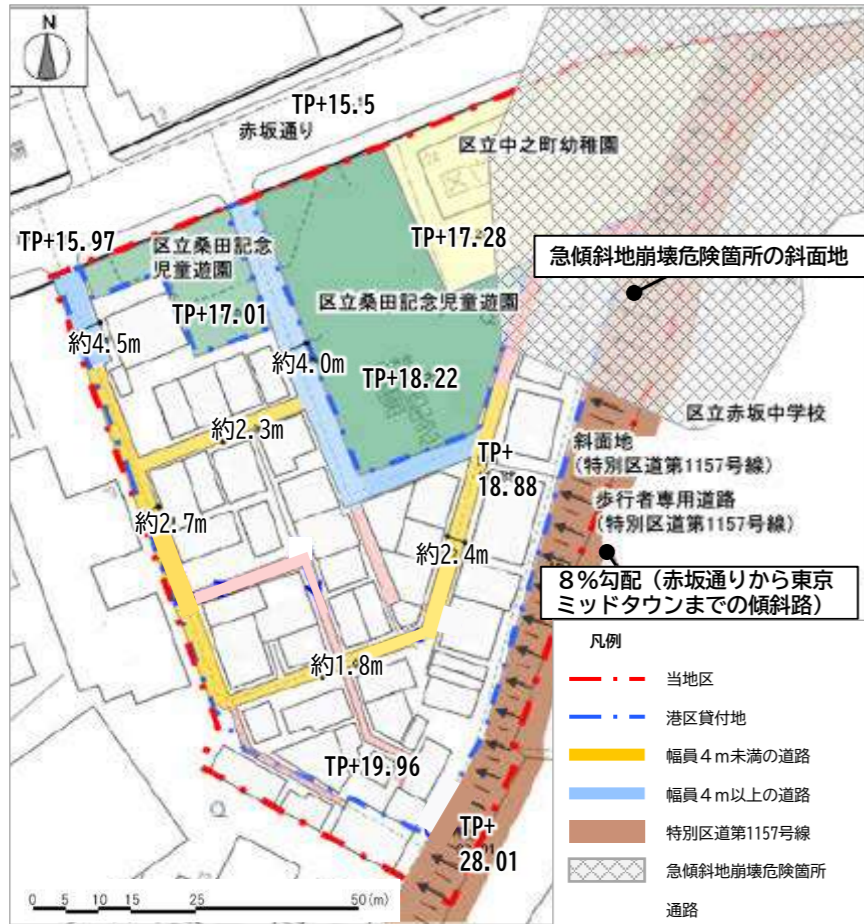 N
TP+15.5
赤坂通り
区立中之町幼稚園
TP+15.97
区立桑田記念
児童遊園
TP+17.28
急傾斜地崩壊危険箇所の斜面地
区立桑田記念児童遊園
TP+17.01
約4.5m
約4.0m
TP+18.22
区立赤坂中学校
約2.3m
斜面地
(特別区道第1157号線)
TP+
18.88
歩行者専用道路
(特別区道第1157号線)
約2.7m
約2.4m
8%勾配(赤坂通りから東京
ミッドタウンまでの傾斜路)
凡例
約1.8m
当地区
港区貸付地
TP+19.96
幅員4m未満の道路
幅員4m以上の道路
TP+
28.01
特別区道第1157号線
急傾斜地崩壊危険箇所
通路
0 5 10 15 25 50(m)